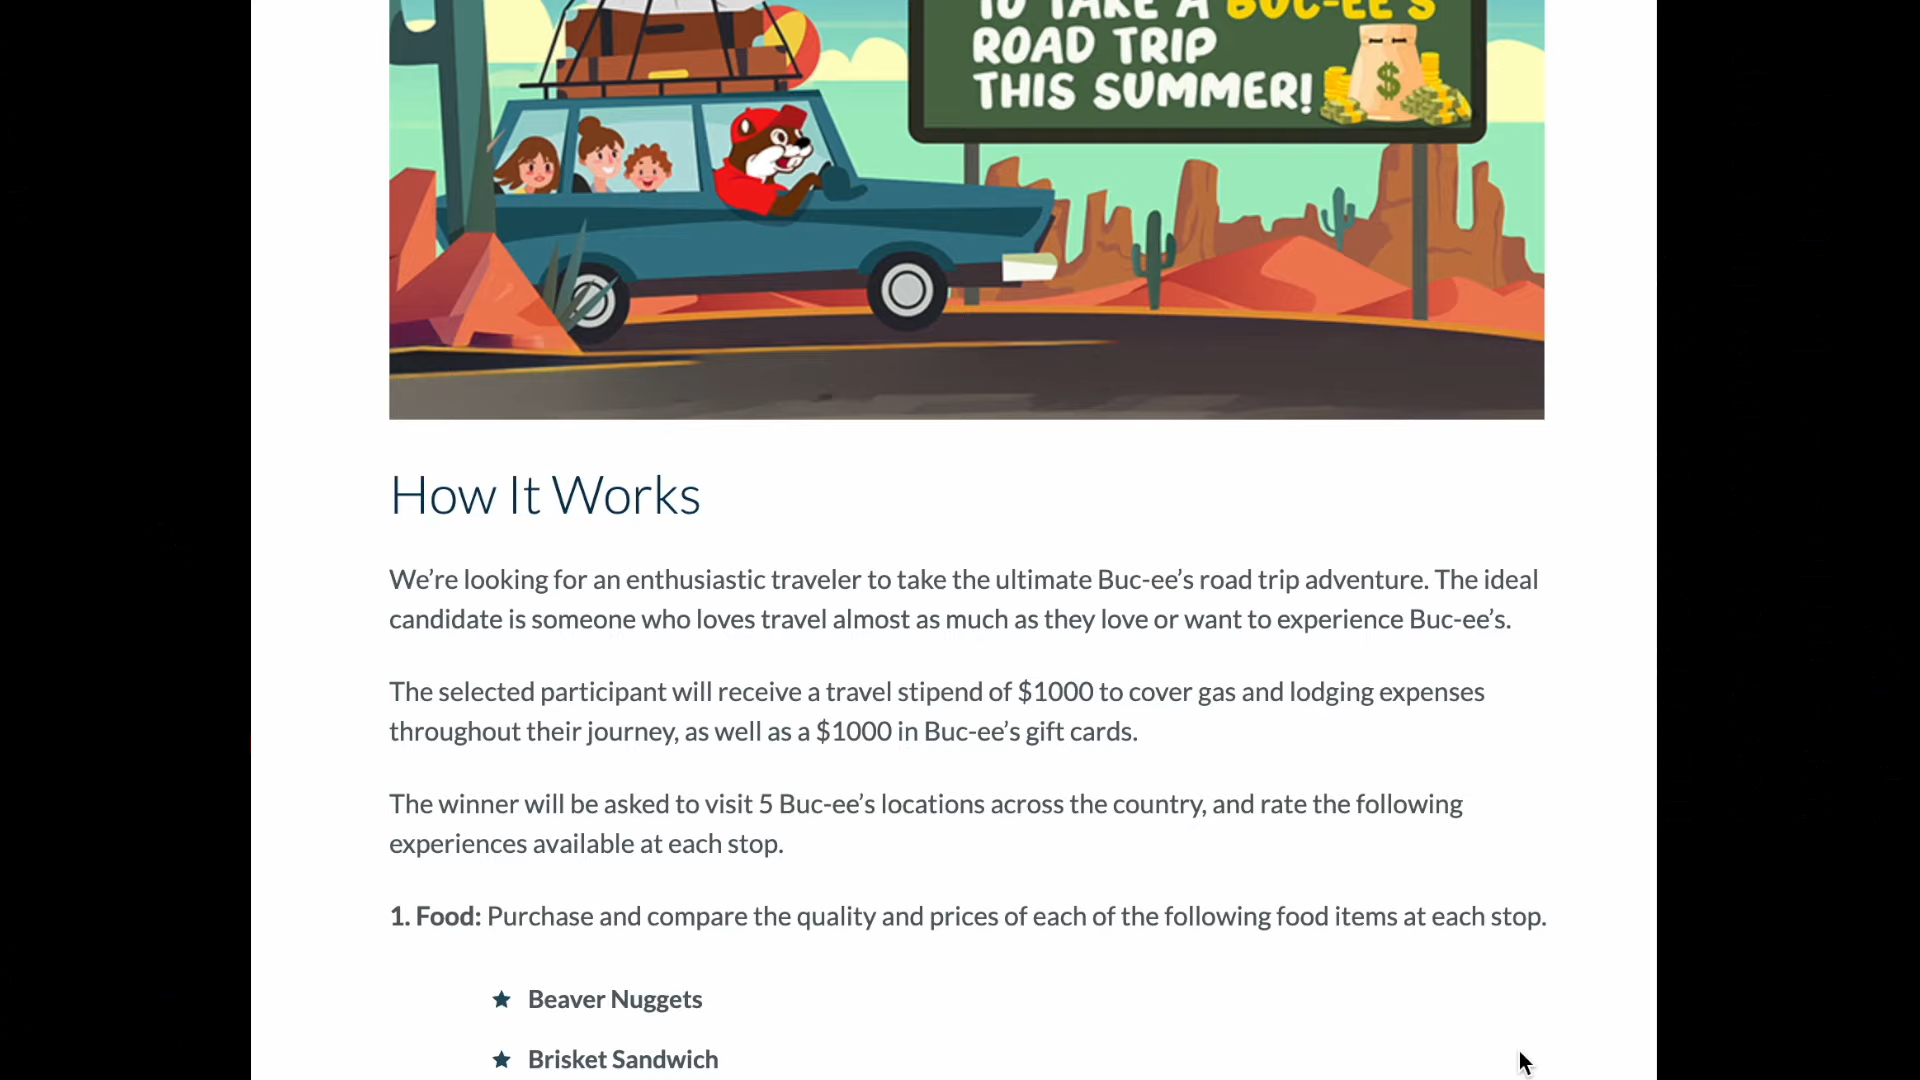 TO TAKE A BUC-EE'S
ROAD TRIP
THIS SUMMER!
$
How It Works
We're looking for an enthusiastic traveler to take the ultimate Buc-ee's road trip adventure. The ideal
candidate is someone who loves travel almost as much as they love or want to experience Buc-ee's.
The selected participant will receive a travel stipend of $1000 to cover gas and lodging expenses
throughout their journey, as well as a $1000 in Buc-ee's gift cards.
The winner will be asked to visit 5 Buc-ee's locations across the country, and rate the following
experiences available at each stop.
1. Food: Purchase and compare the quality and prices of each of the following food items at each stop.
★ Beaver Nuggets
★ Brisket Sandwich